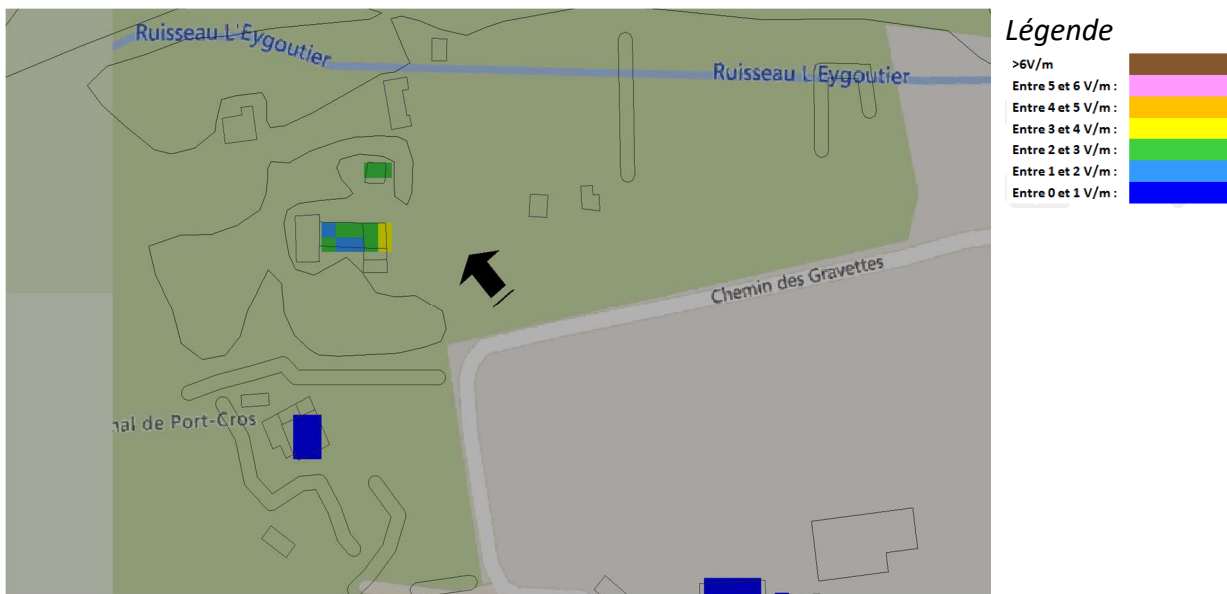 Ruisseau L'Eygoutier
Ruisseau L'Eygoutier
Chemin des Gravettes
nal de Port-Cros
Légende
>6V/m
Entre 5 et 6 V/m :
Entre 4 et 5 V/m :
Entre 3 et 4 V/m :
Entre 2 et 3 V/m :
Entre 1 et 2 V/m :
Entre 0 et 1 V/m :